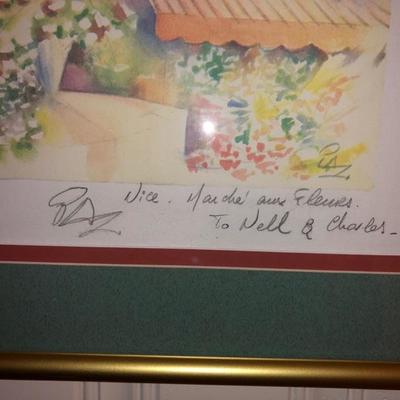 Nice. Marché aux Fleurs.
To Nell & Charles